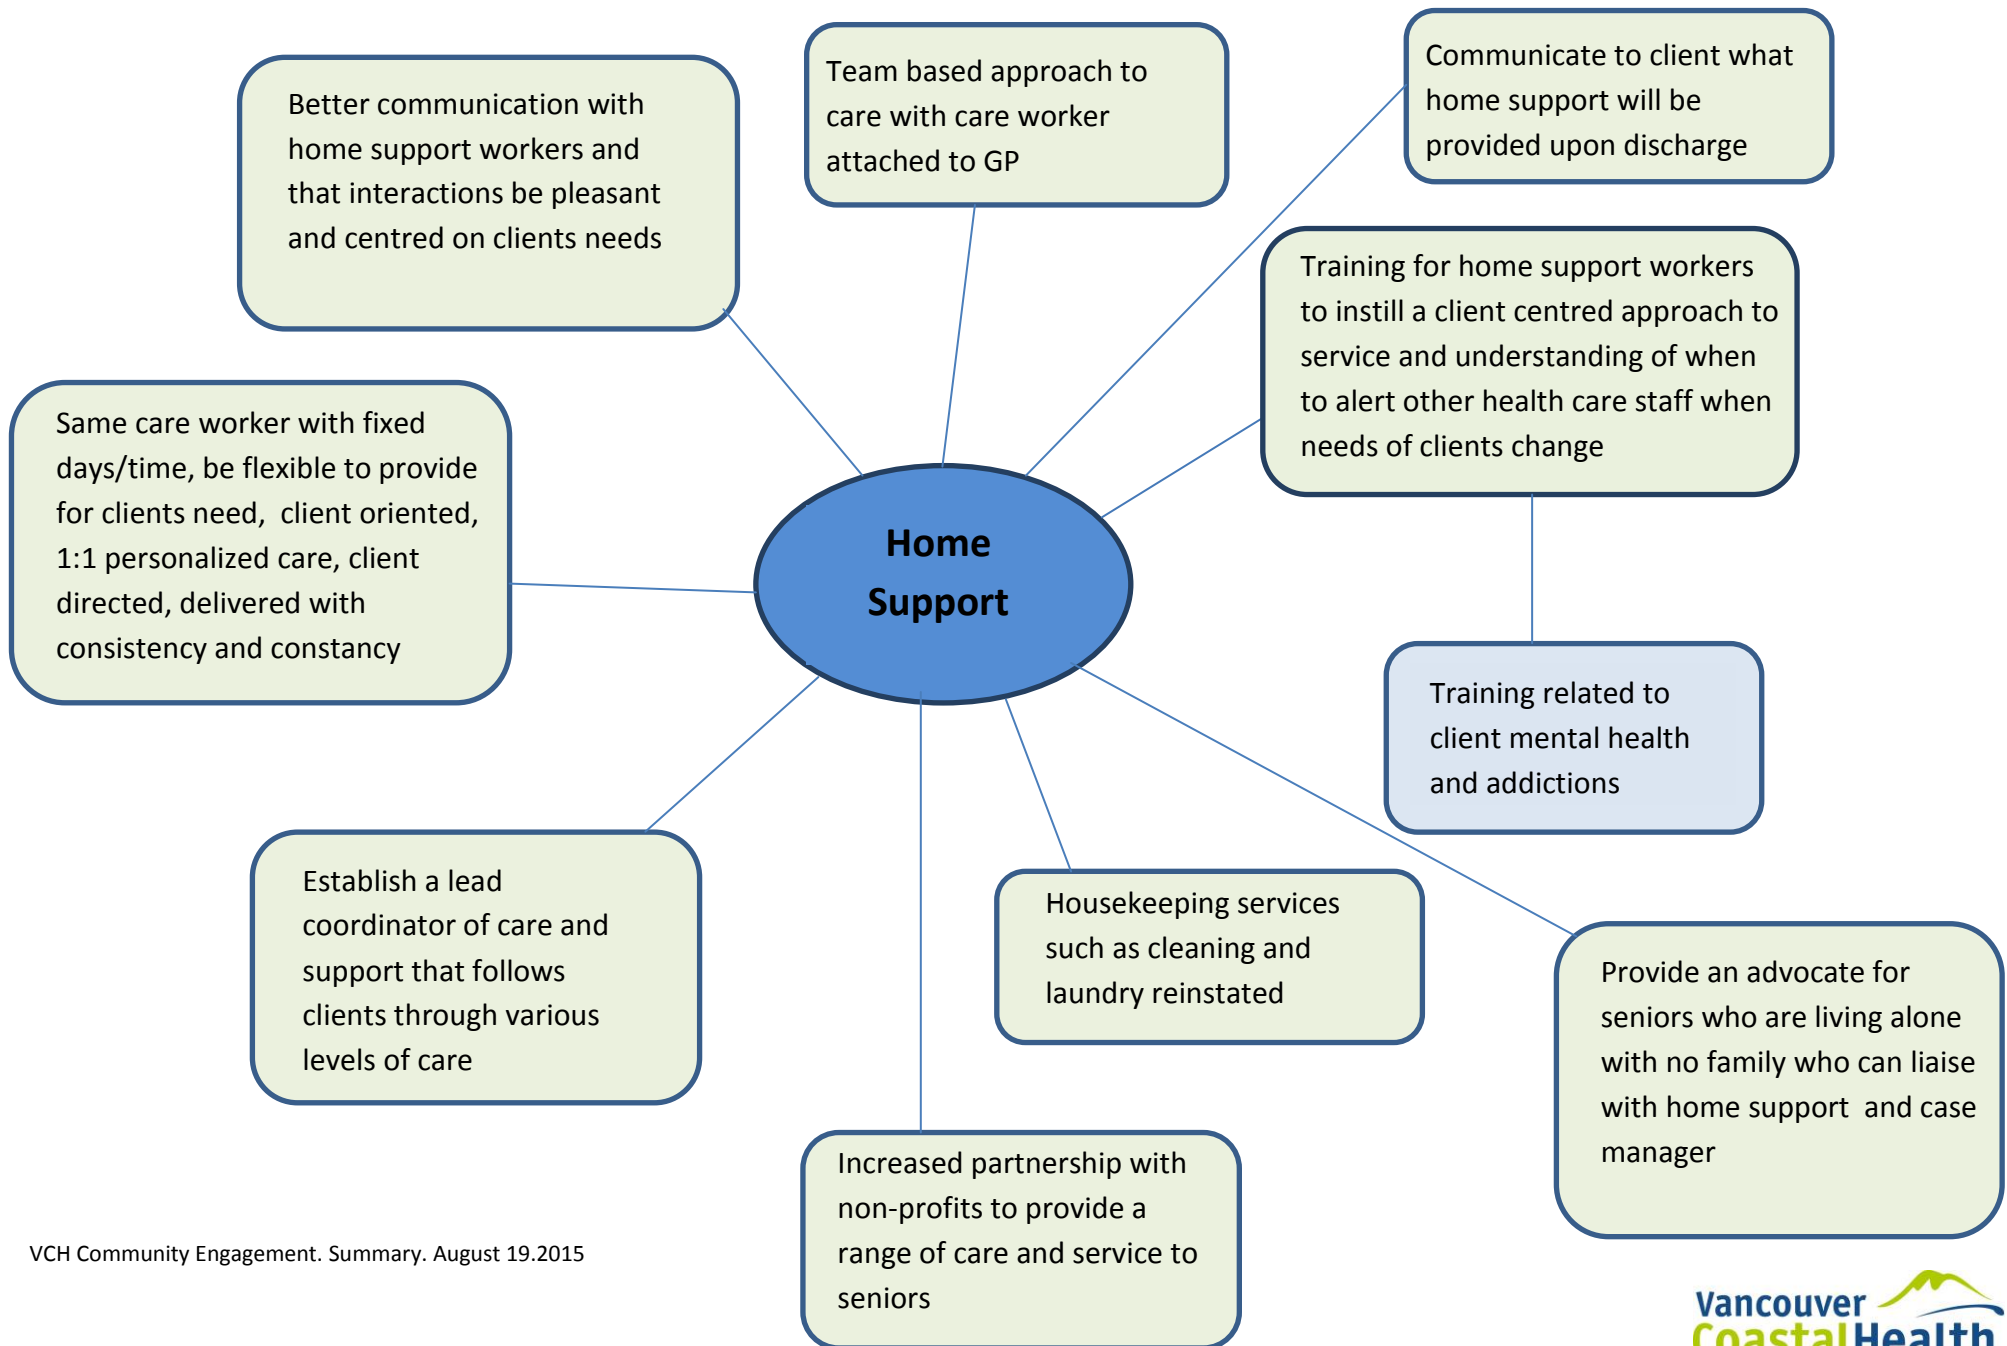 Better communication with
home support workers and
that interactions be pleasant
and centred on clients needs
Team based approach to
care with care worker
attached to GP
Communicate to client what
home support will be
provided upon discharge
Training for home support workers
to instill a client centred approach to
service and understanding of when
to alert other health care staff when
needs of clients change
Same care worker with fixed
days/time, be flexible to provide
for clients need,  client oriented,
1:1 personalized care, client
directed, delivered with
consistency and constancy
Home
Support
Training related to
client mental health
and addictions
Establish a lead
coordinator of care and
support that follows
clients through various
levels of care
Housekeeping services
such as cleaning and
laundry reinstated
Provide an advocate for
seniors who are living alone
with no family who can liaise
with home support  and case
manager
Increased partnership with
non-profits to provide a
range of care and service to
seniors
VCH Community Engagement. Summary. August 19.2015
Vancouver
CoastalHealth